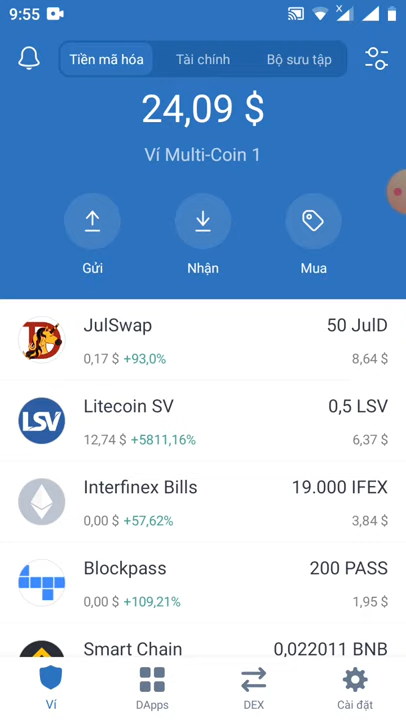 9:55
Tiền mã hóa Tài chính Bộ sưu tập
24,09 $
Ví Multi-Coin 1
Gửi Nhận Mua
JulSwap 50 JulD
0,17 $ +93,0% 8,64 $
LSV
Litecoin SV 0,5 LSV
12,74 $ +5811,16% 6,37 $
Interfinex Bills 19.000 IFEX
0,00 $ +57,62% 3,84 $
Blockpass 200 PASS
0,00 $ +109,21% 1,95 $
Smart Chain 0,022011 BNB
Ví DApps DEX Cài đặt